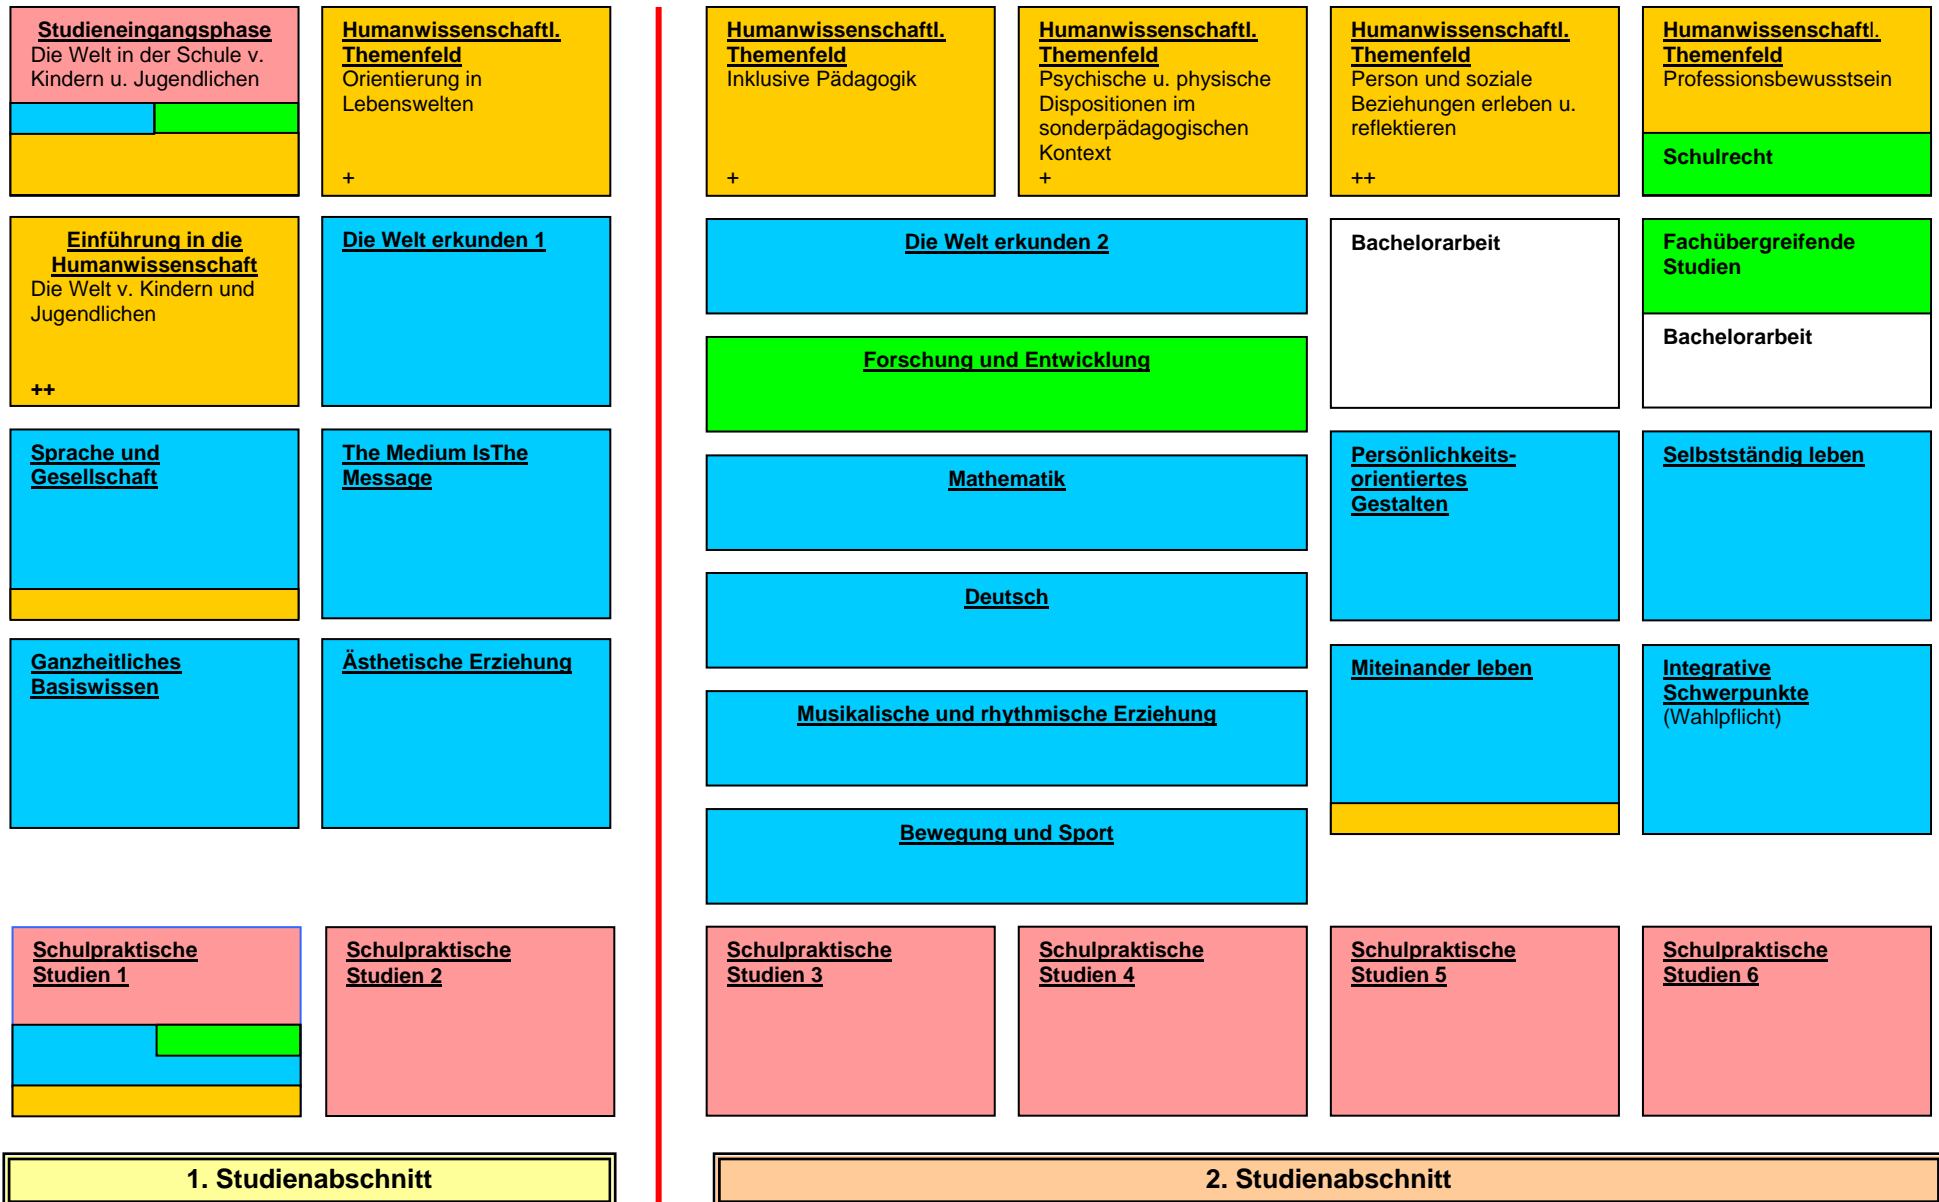 Studieneingangsphase
Die Welt in der Schule v.
Kindern u. Jugendlichen
Humanwissenschaftl.
Themenfeld
Orientierung in
Lebenswelten
+
Humanwissenschaftl.
Themenfeld
Inklusive Pädagogik
+
Humanwissenschaftl.
Themenfeld
Psychische u. physische
Dispositionen im
sonderpädagogischen
Kontext
+
Humanwissenschaftl.
Themenfeld
Person und soziale
Beziehungen erleben u.
reflektieren
++
Humanwissenschaftl.
Themenfeld
Professionsbewusstsein
Schulrecht
Einführung in die
Humanwissenschaft
Die Welt v. Kindern und
Jugendlichen
++
Die Welt erkunden 1
Die Welt erkunden 2
Bachelorarbeit
Fachübergreifende
Studien
Bachelorarbeit
Forschung und Entwicklung
Sprache und
Gesellschaft
The Medium IsThe
Message
Mathematik
Persönlichkeits-
orientiertes
Gestalten
Selbstständig leben
Deutsch
Ganzheitliches
Basiswissen
Ästhetische Erziehung
Musikalische und rhythmische Erziehung
Miteinander leben
Integrative
Schwerpunkte
(Wahlpflicht)
Bewegung und Sport
Schulpraktische
Studien 1
Schulpraktische
Studien 2
Schulpraktische
Studien 3
Schulpraktische
Studien 4
Schulpraktische
Studien 5
Schulpraktische
Studien 6
1. Studienabschnitt
2. Studienabschnitt